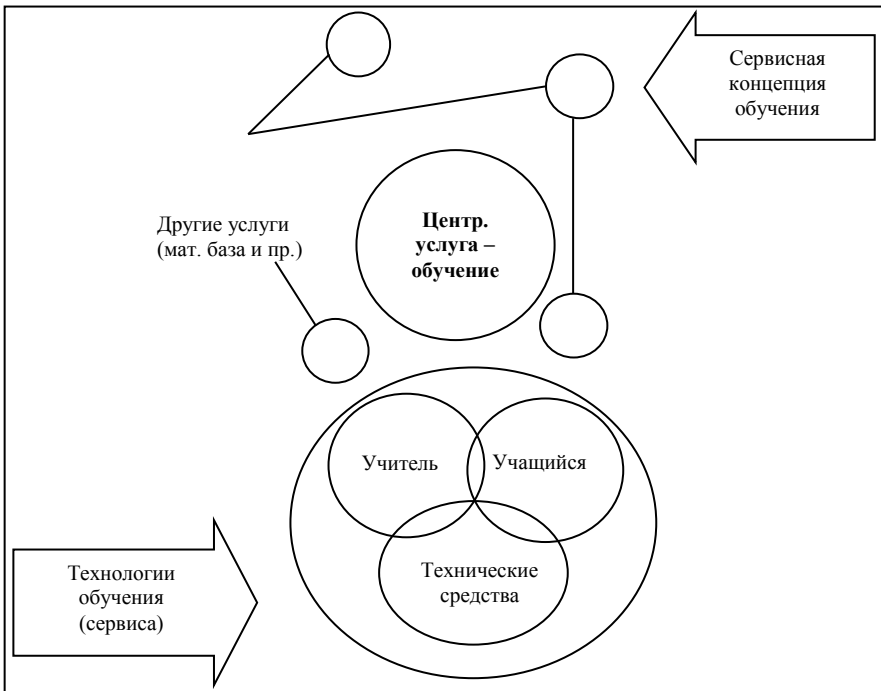 Сервисная
концепция
обучения
Центр.
услуга –
обучение
Другие услуги
(мат. база и пр.)
Учитель
Учащийся
Технические
средства
Технологии
обучения
(сервиса)